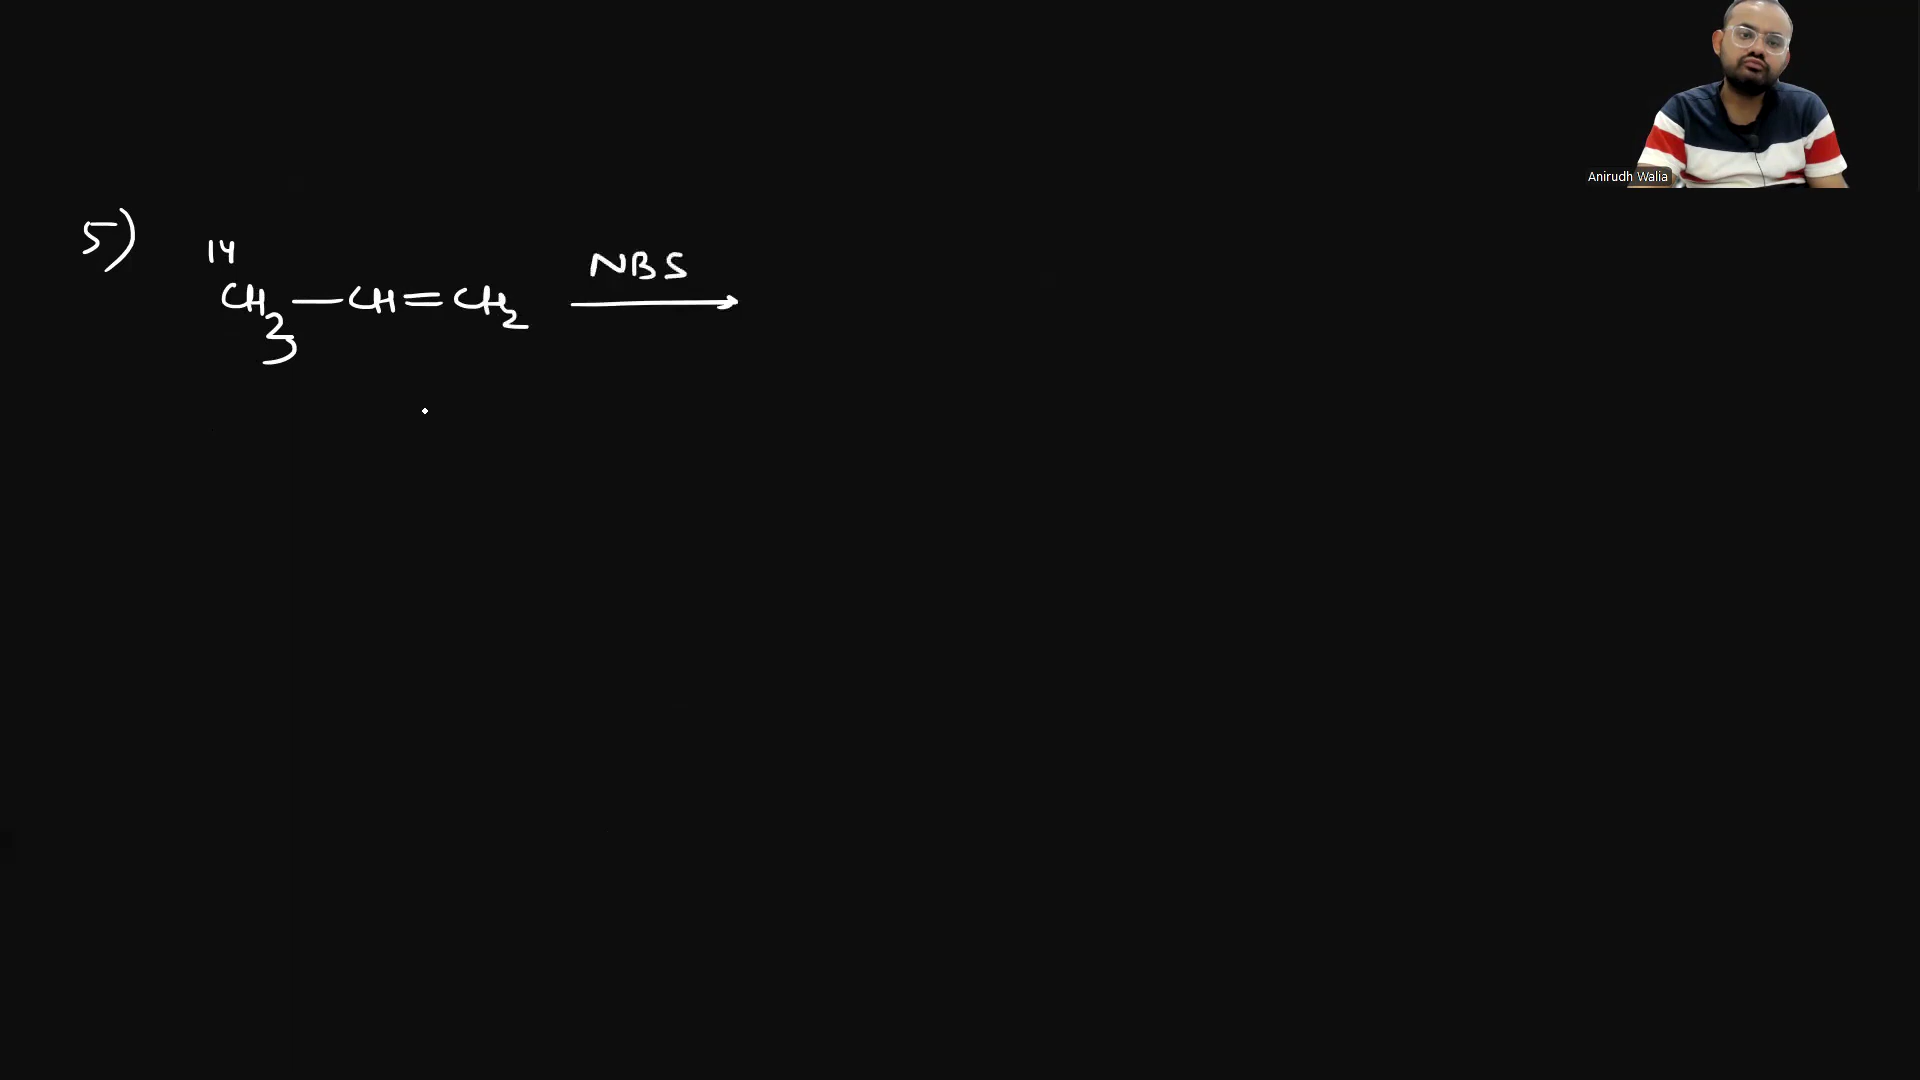 Anirudh Walia
5)
14
CH3—CH=CH2 NBS →